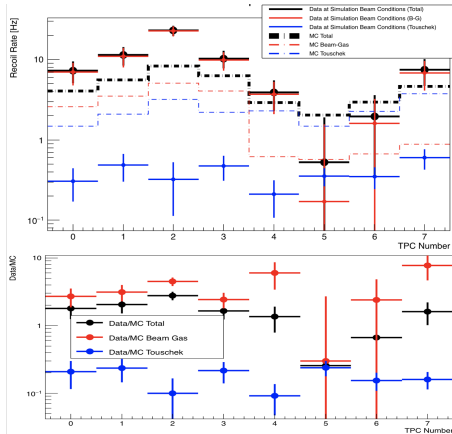 Data at Simulation Beam Conditions (Total)
Data at Simulation Beam Conditions (B-G)
Data at Simulation Beam Conditions (Touschek)
MC Total
MC Beam-Gas
MC Touschek
Recoil Rate [Hz]
10
1
10⁻¹
0 1 2 3 4 5 6 7
TPC Number
Data/MC
10
1
10⁻¹
Data/MC Total
Data/MC Beam Gas
Data/MC Touschek
0 1 2 3 4 5 6 7
TPC Number